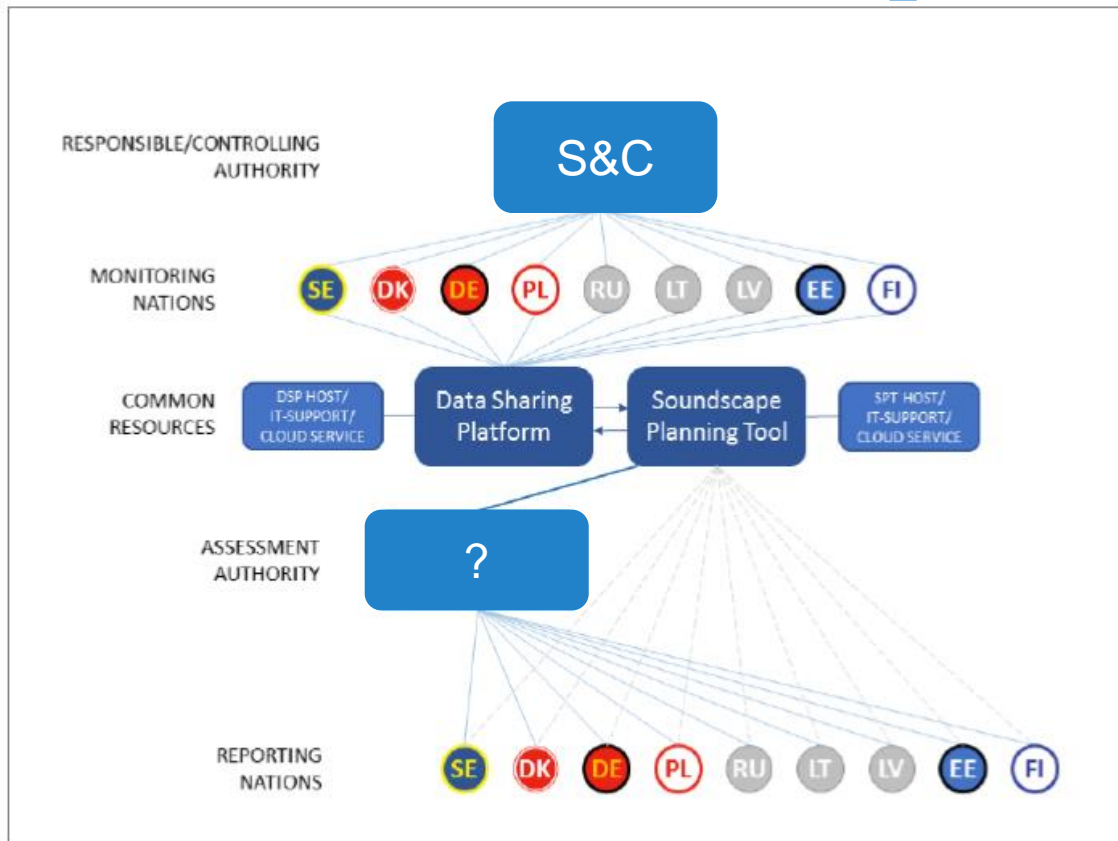 RESPONSIBLE/CONTROLLING
AUTHORITY
S&C
MONITORING
NATIONS
SE DK DE PL RU LT LV EE FI
COMMON
RESOURCES
DSP HOST/
IT-SUPPORT/
CLOUD SERVICE
Data Sharing
Platform
Soundscape
Planning Tool
SPT HOST/
IT-SUPPORT/
CLOUD SERVICE
ASSESSMENT
AUTHORITY
?
REPORTING
NATIONS
SE DK DE PL RU LT LV EE FI